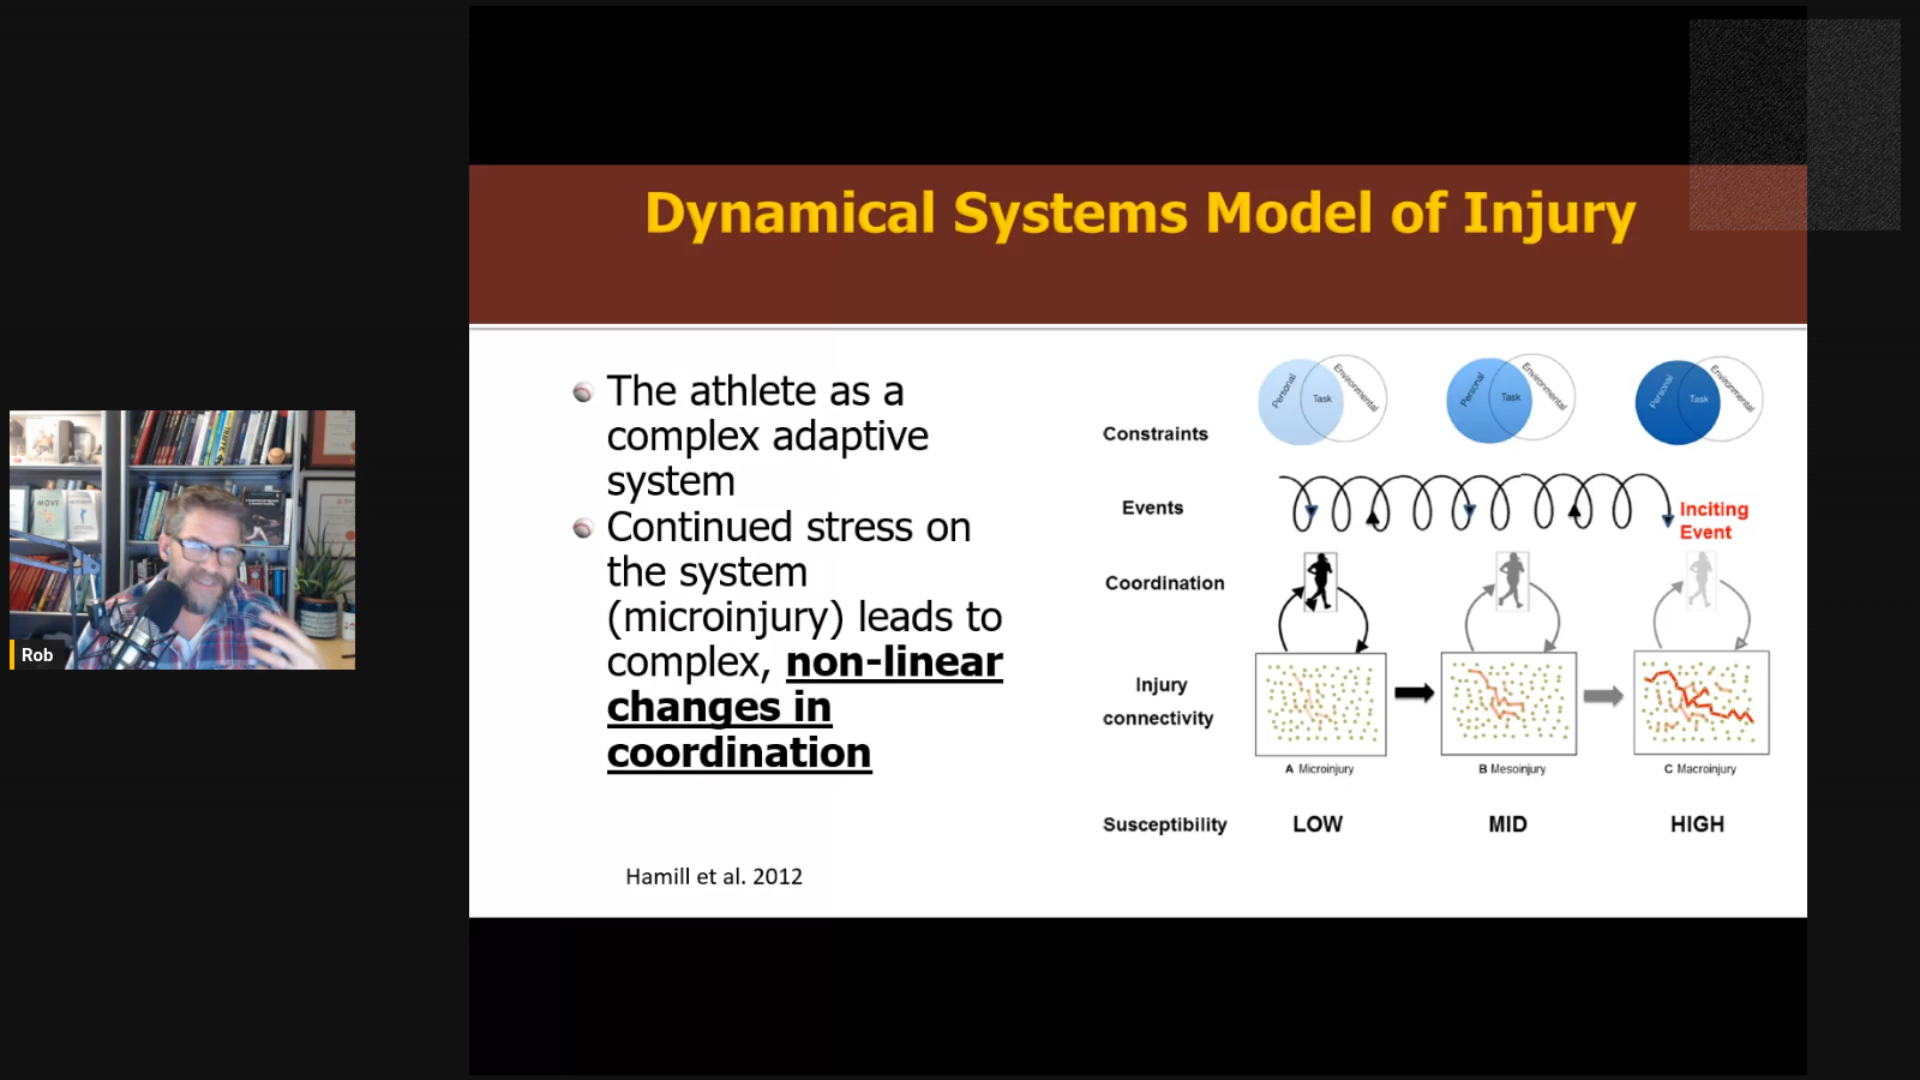 Dynamical Systems Model of Injury
The athlete as a
complex adaptive
system
Continued stress on
the system
(microinjury) leads to
complex, non-linear
changes in
coordination
Hamill et al. 2012
Constraints
Personal
Task
Environmental
Personal
Task
Environmental
Personal
Task
Environmental
Events
Inciting
Event
Coordination
Injury
connectivity
A Microinjury
B Mesoinjury
C Macroinjury
Susceptibility
LOW
MID
HIGH
MOVE
Rob